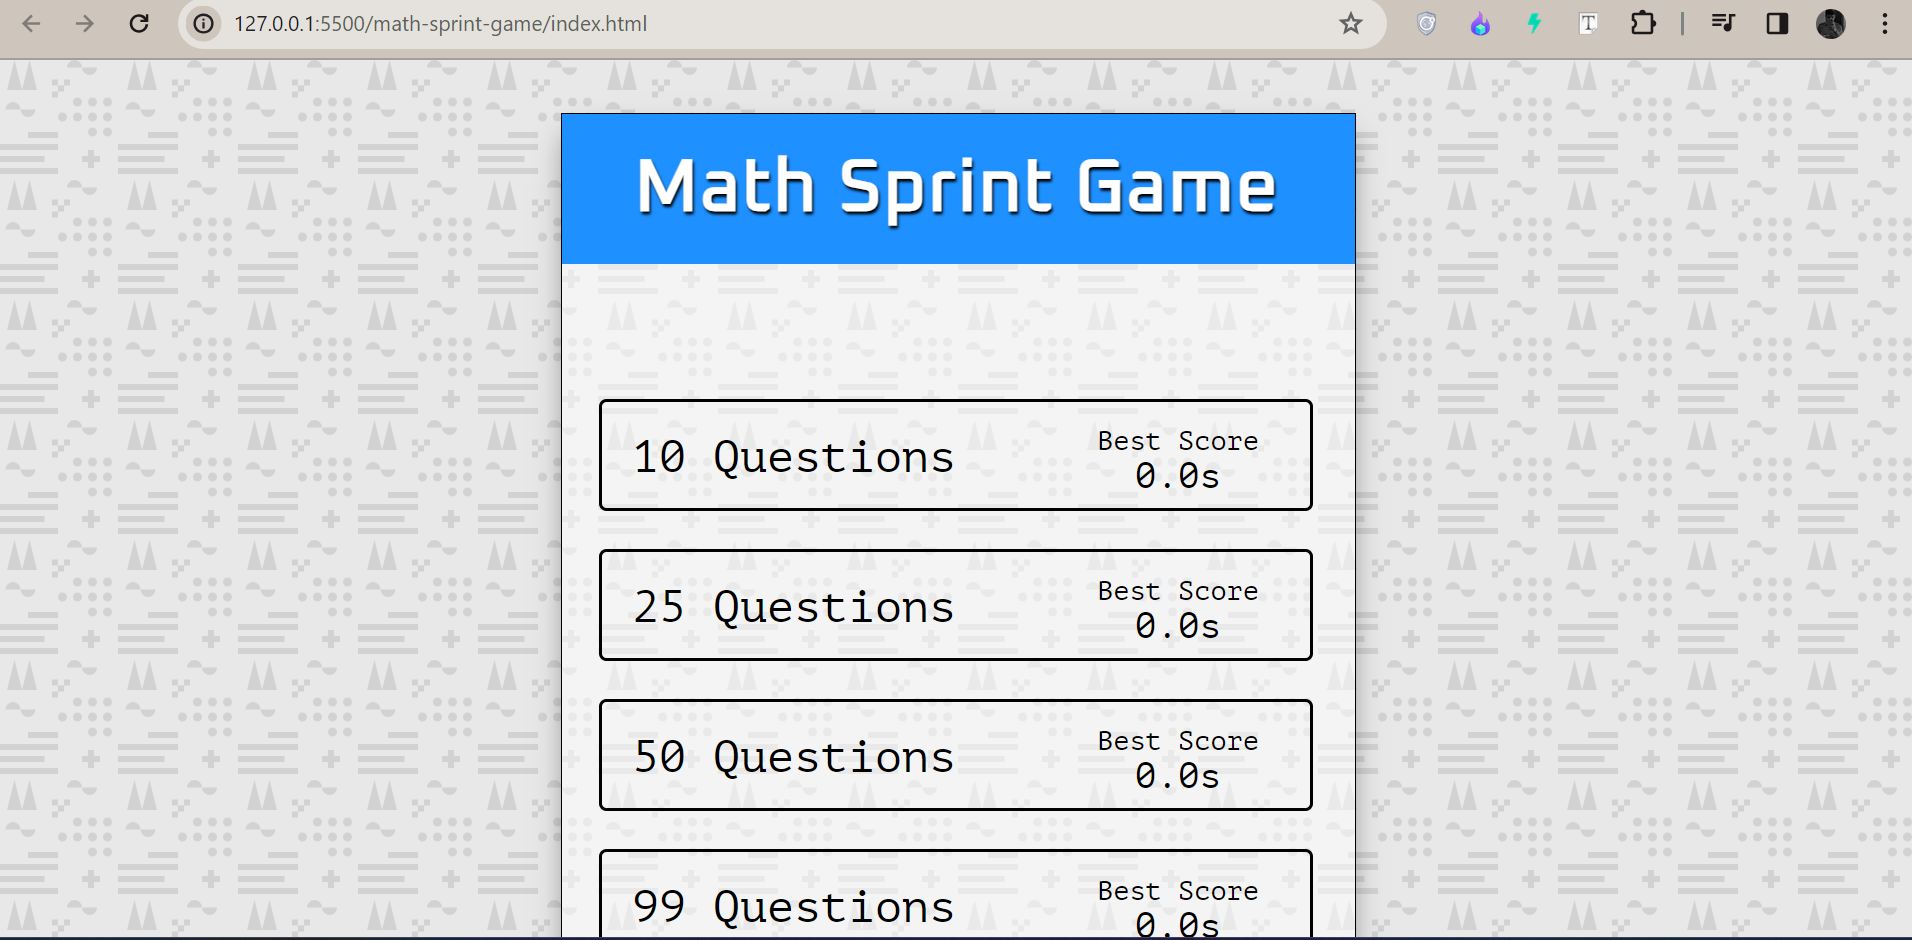 127.0.0.1:5500/math-sprint-game/index.html
T
Math Sprint Game
10 Questions
Best Score
0.0s
25 Questions
Best Score
0.0s
50 Questions
Best Score
0.0s
99 Questions
Best Score
0.0s